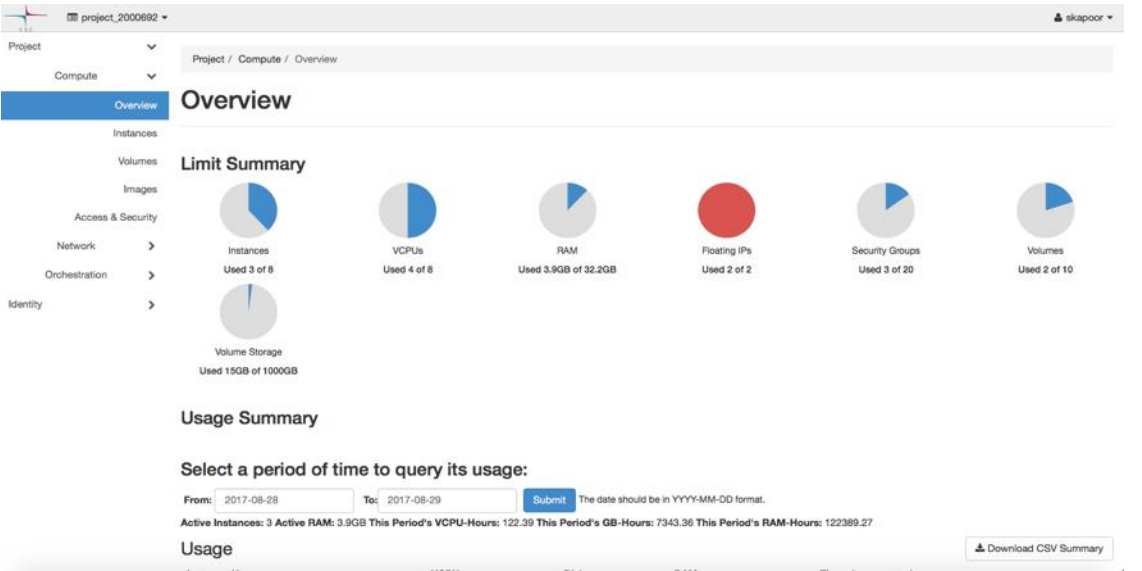 CSC
project_2000692
skapoor
Project
Project / Compute / Overview
Compute
Overview
Overview
Instances
Volumes
Images
Access & Security
Network
Orchestration
Identity
Limit Summary
Instances
Used 3 of 8
VCPUs
Used 4 of 8
RAM
Used 3.9GB of 32.2GB
Floating IPs
Used 2 of 2
Security Groups
Used 3 of 20
Volumes
Used 2 of 10
Volume Storage
Used 15GB of 1000GB
Usage Summary
Select a period of time to query its usage:
From: 2017-08-28 To: 2017-08-29 Submit The date should be in YYYY-MM-DD format.
Active Instances: 3 Active RAM: 3.9GB This Period's VCPU-Hours: 122.39 This Period's GB-Hours: 7343.36 This Period's RAM-Hours: 122389.27
Usage
Download CSV Summary